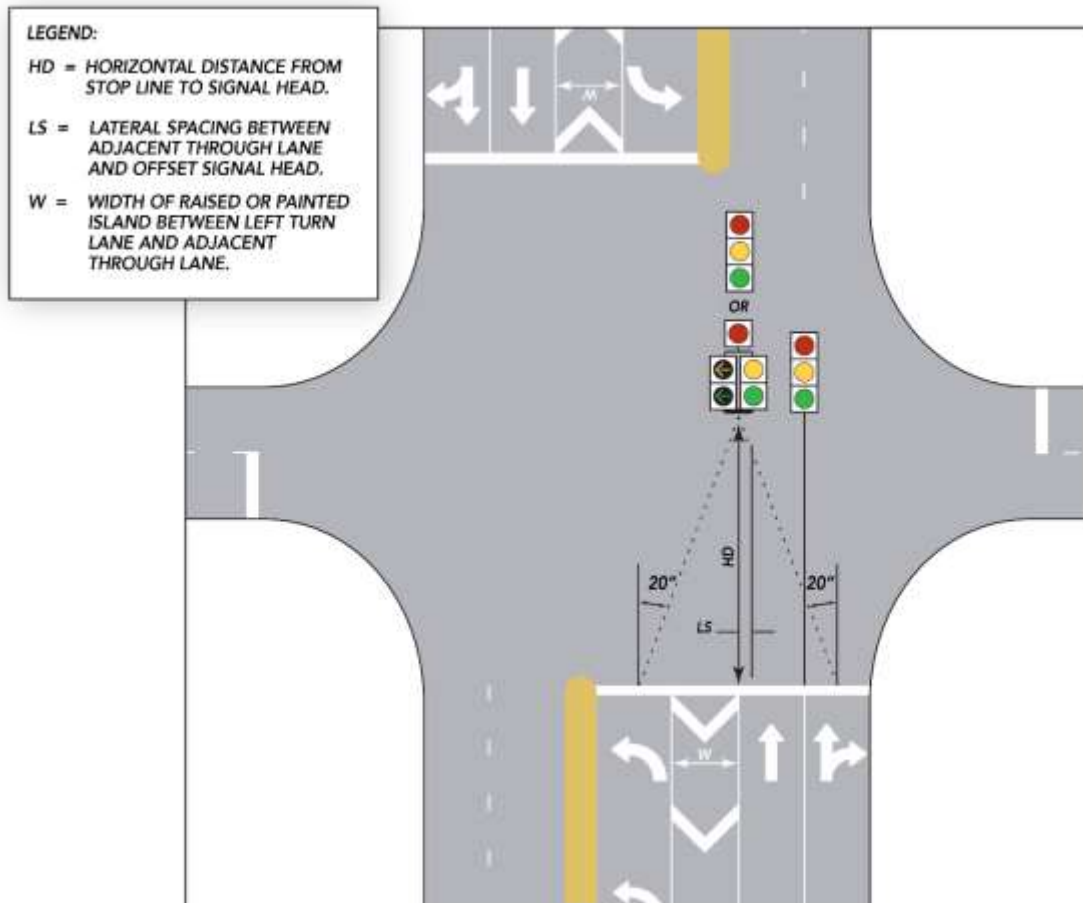 LEGEND:
HD = HORIZONTAL DISTANCE FROM
STOP LINE TO SIGNAL HEAD.
LS = LATERAL SPACING BETWEEN
ADJACENT THROUGH LANE
AND OFFSET SIGNAL HEAD.
W = WIDTH OF RAISED OR PAINTED
ISLAND BETWEEN LEFT TURN
LANE AND ADJACENT
THROUGH LANE.
W
OR
HD
20"
20"
LS
W